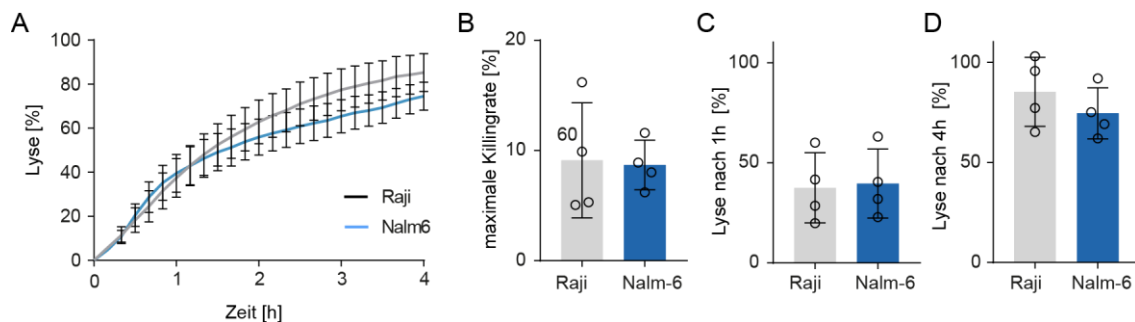 A
Lyse [%]
100
80
60
40
20
0
0
1
2
3
4
Zeit [h]
Raji
Nalm6
B
maximale Killingrate [%]
20
10
0
60
Raji
Nalm-6
C
Lyse nach 1h [%]
100
50
0
Raji
Nalm-6
D
Lyse nach 4h [%]
100
50
0
Raji
Nalm-6